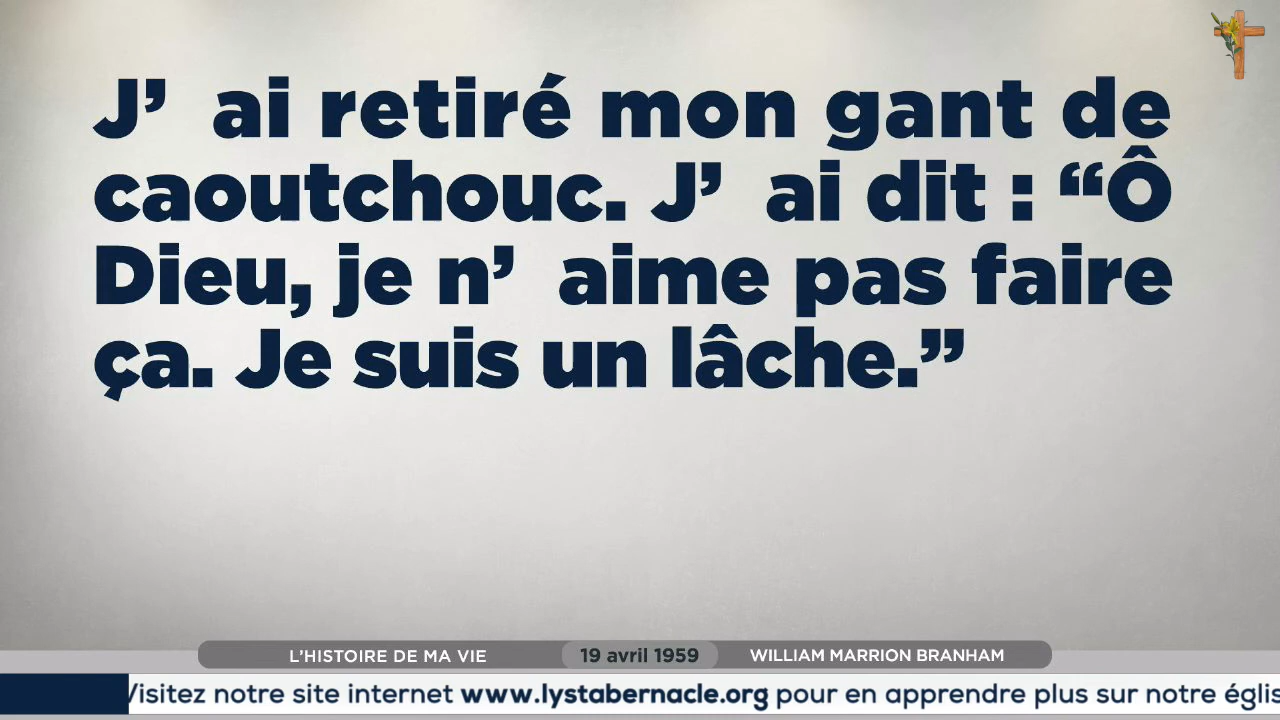 J’ ai retiré mon gant de
caoutchouc. J’ ai dit : “Ô
Dieu, je n’ aime pas faire
ça. Je suis un lâche.”
L’HISTOIRE DE MA VIE 19 avril 1959 WILLIAM MARRION BRANHAM
Visitez notre site internet www.lystabernacle.org pour en apprendre plus sur notre églis